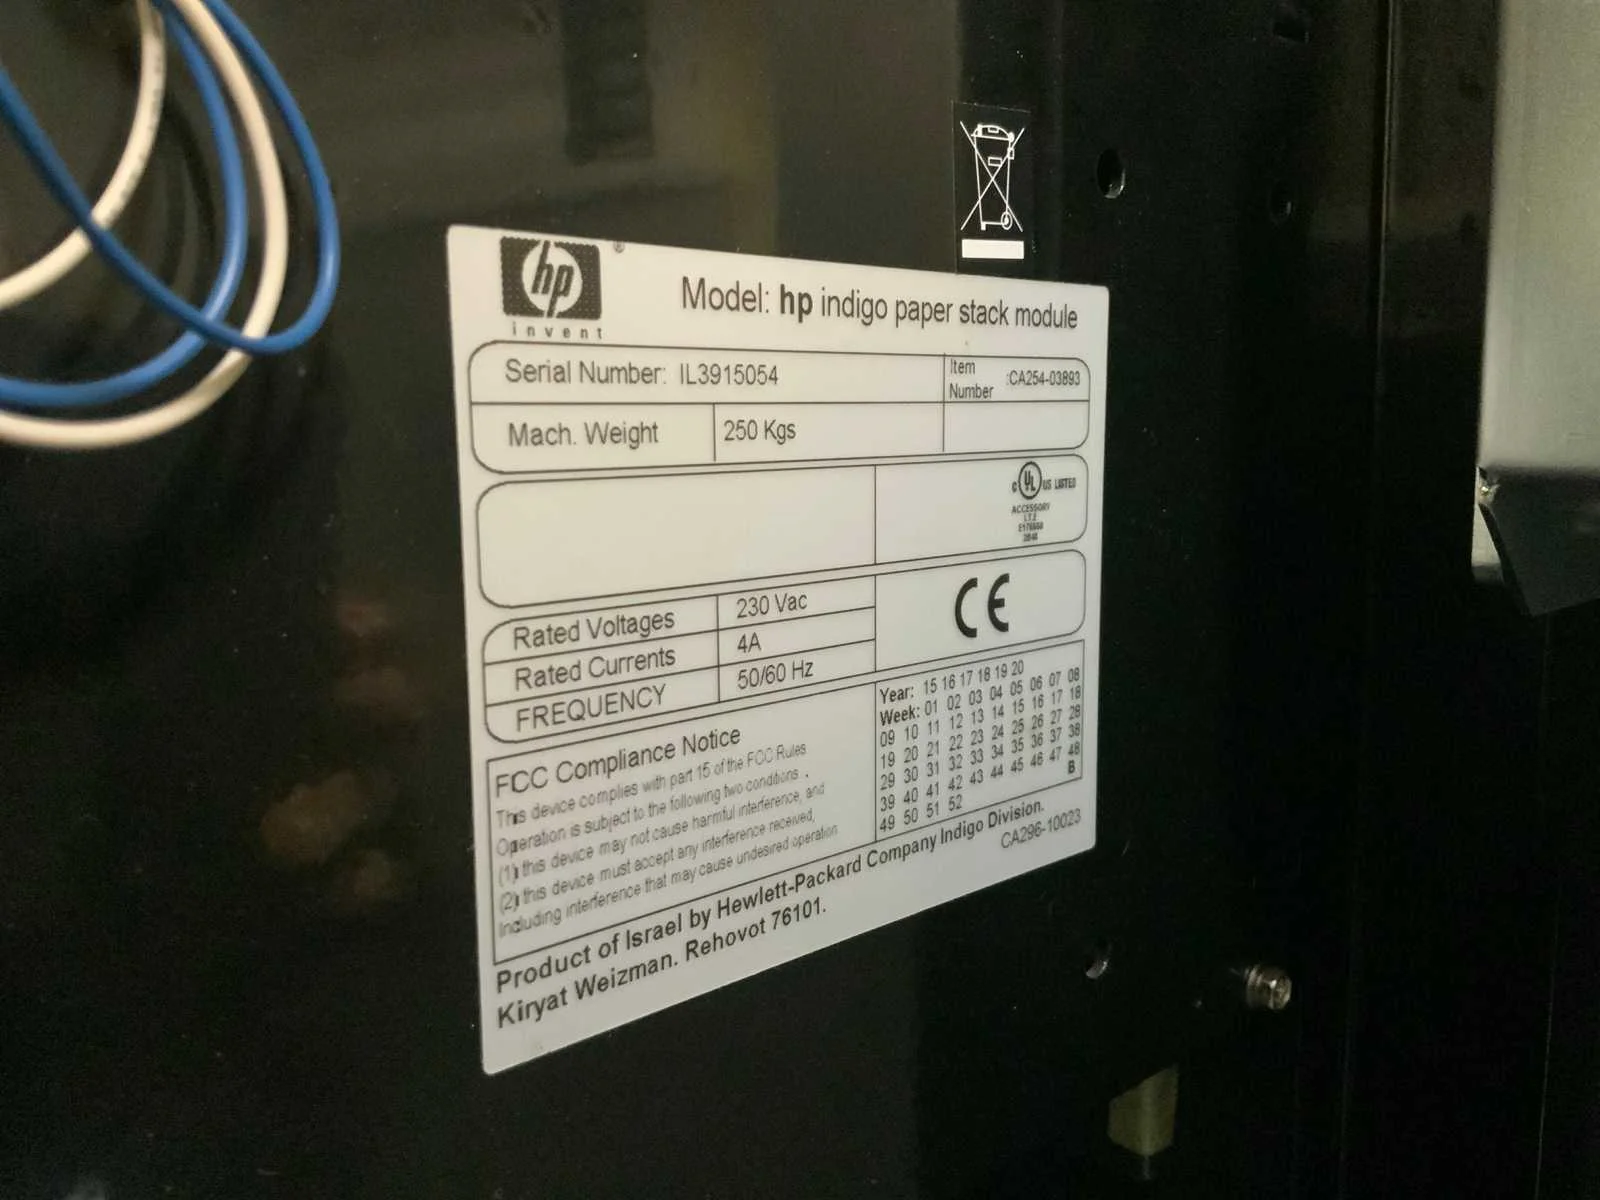 hp
®
invent
Model: hp indigo paper stack module
Serial Number: IL3915054
Item Number :CA254-03893
Mach. Weight 250 Kgs
c UL US LISTED
ACCESSORY
I.T.E
Rated Voltages 230 Vac
Rated Currents 4A
FREQUENCY 50/60 Hz
CE
FCC Compliance Notice
This device complies with part 15 of the FCC Rules
Operation is subject to the following two conditions .
(1) this device may not cause harmful interference, and
(2) this device must accept any interference received,
Including interference that may cause undesired operation
Year: 15 16 17 18 19 20
Week: 01 02 03 04 05 06 07 08
09 10 11 12 13 14 15 16 17 18
19 20 21 22 23 24 25 26 27 28
29 30 31 32 33 34 35 36 37 38
39 40 41 42 43 44 45 46 47 48
49 50 51 52 B
Product of Israel by Hewlett-Packard Company Indigo Division.
Kiryat Weizman. Rehovot 76101.
CA296-10023